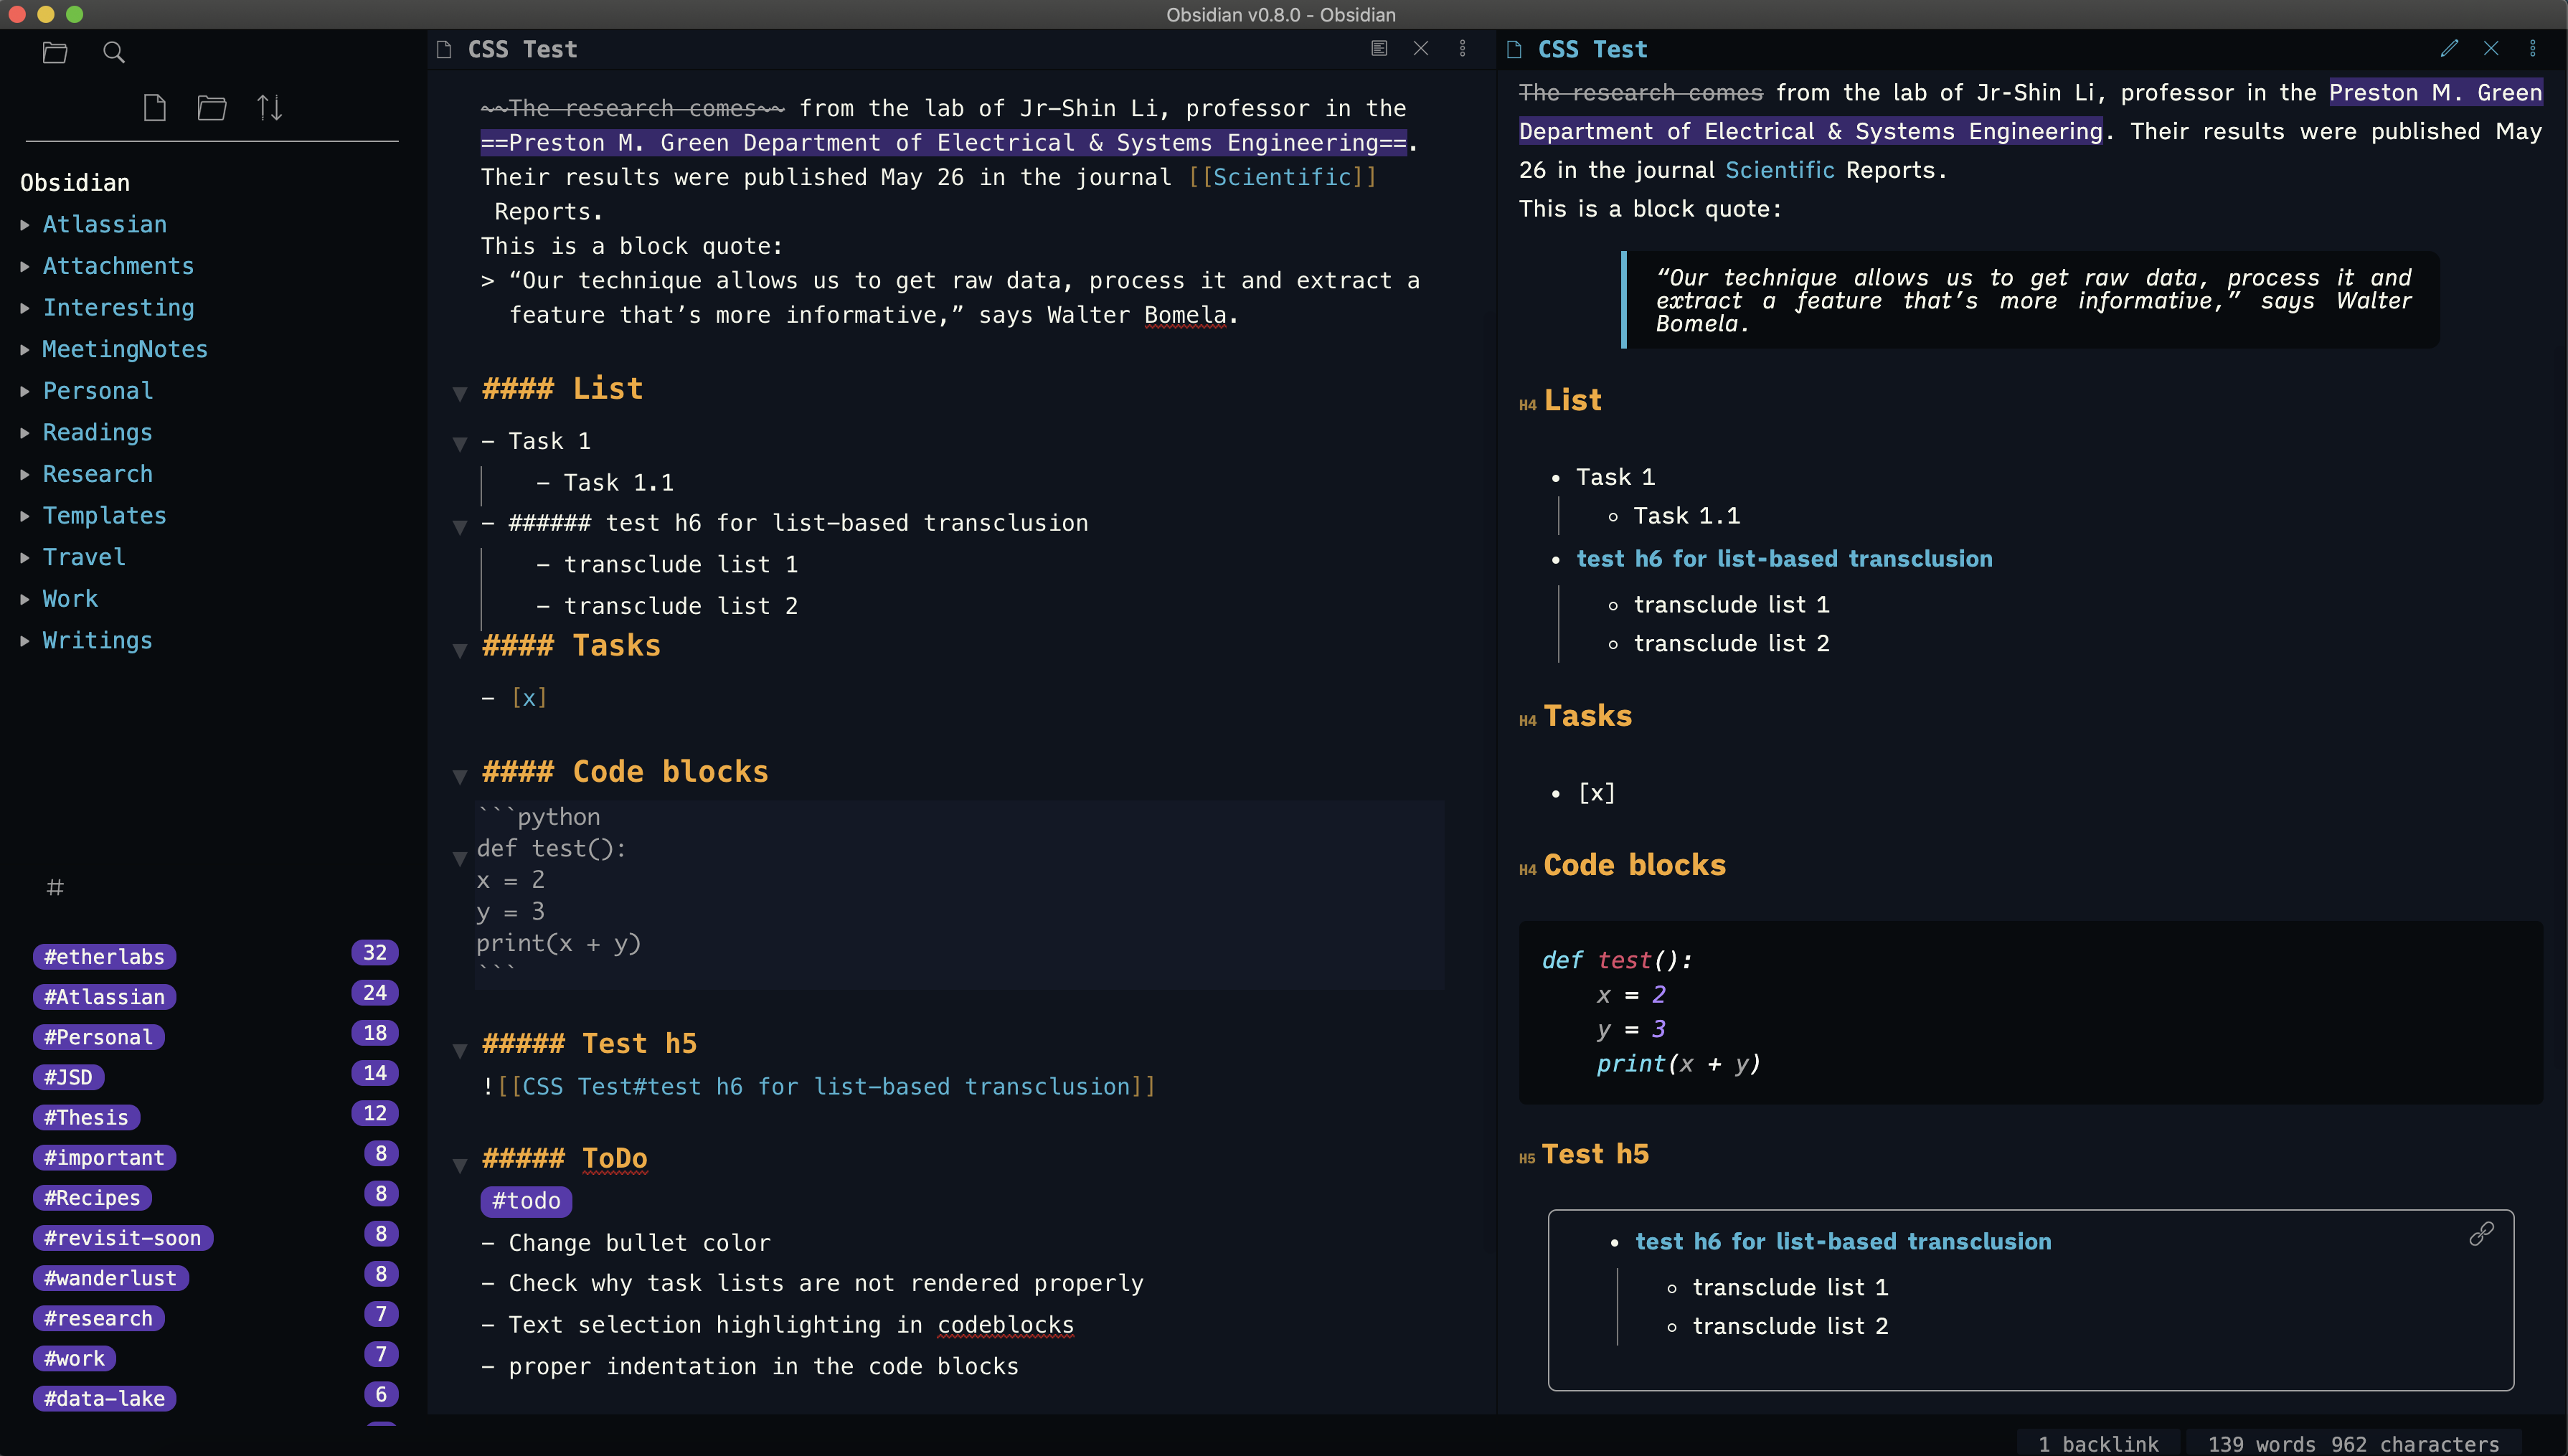 Obsidian v0.8.0 - Obsidian
Obsidian
Atlassian
Attachments
Interesting
MeetingNotes
Personal
Readings
Research
Templates
Travel
Work
Writings
#
#etherlabs 32
#Atlassian 24
#Personal 18
#JSD 14
#Thesis 12
#important 8
#Recipes 8
#revisit-soon 8
#wanderlust 8
#research 7
#work 7
#data-lake 6
CSS Test
~~The research comes~~ from the lab of Jr-Shin Li, professor in the
==Preston M. Green Department of Electrical & Systems Engineering==.
Their results were published May 26 in the journal [[Scientific]]
Reports.
This is a block quote:
> “Our technique allows us to get raw data, process it and extract a
feature that’s more informative,” says Walter Bomela.
#### List
- Task 1
- Task 1.1
- ###### test h6 for list-based transclusion
- transclude list 1
- transclude list 2
#### Tasks
- [x]
#### Code blocks
```python
def test():
x = 2
y = 3
print(x + y)
```
##### Test h5
![[CSS Test#test h6 for list-based transclusion]]
##### ToDo
#todo
- Change bullet color
- Check why task lists are not rendered properly
- Text selection highlighting in codeblocks
- proper indentation in the code blocks
CSS Test
The research comes from the lab of Jr-Shin Li, professor in the Preston M. Green
Department of Electrical & Systems Engineering. Their results were published May
26 in the journal Scientific Reports.
This is a block quote:
“Our technique allows us to get raw data, process it and
extract a feature that’s more informative,” says Walter
Bomela.
H4 List
• Task 1
◦ Task 1.1
• test h6 for list-based transclusion
◦ transclude list 1
◦ transclude list 2
H4 Tasks
• [x]
H4 Code blocks
def test():
x = 2
y = 3
print(x + y)
H5 Test h5
• test h6 for list-based transclusion
◦ transclude list 1
◦ transclude list 2
1 backlink
139 words 962 characters